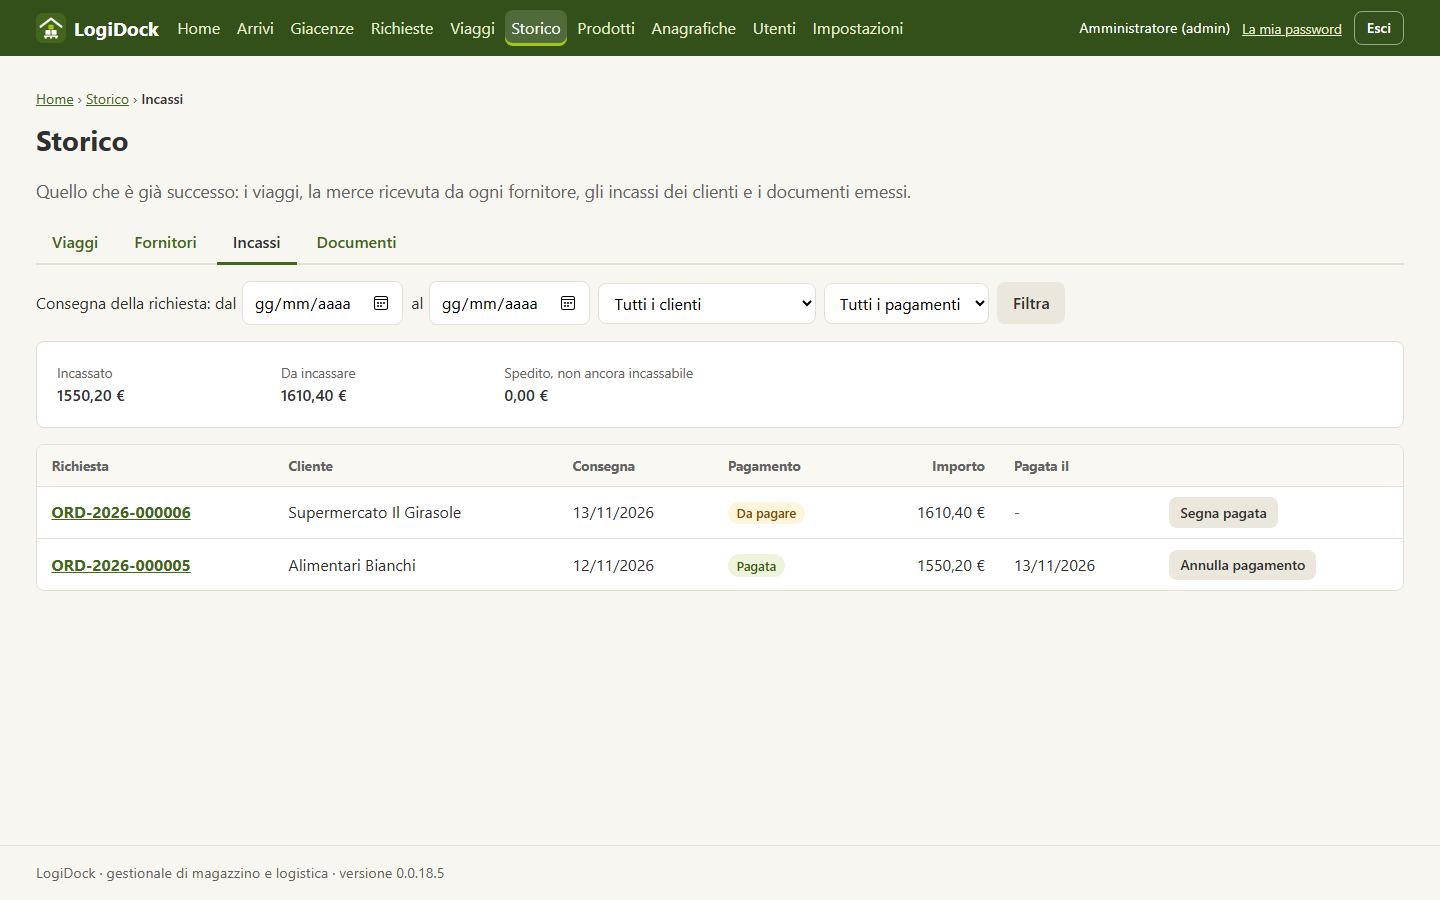 LogiDock Home Arrivi Giacenze Richieste Viaggi Storico Prodotti Anagrafiche Utenti Impostazioni Amministratore (admin) La mia password Esci
Home › Storico › Incassi
Storico
Quello che è già successo: i viaggi, la merce ricevuta da ogni fornitore, gli incassi dei clienti e i documenti emessi.
Viaggi Fornitori Incassi Documenti
Consegna della richiesta: dal gg/mm/aaaa al gg/mm/aaaa Tutti i clienti Tutti i pagamenti Filtra
Incassato Da incassare Spedito, non ancora incassabile
1550,20 € 1610,40 € 0,00 €
Richiesta Cliente Consegna Pagamento Importo Pagata il
ORD-2026-000006 Supermercato Il Girasole 13/11/2026 Da pagare 1610,40 € - Segna pagata
ORD-2026-000005 Alimentari Bianchi 12/11/2026 Pagata 1550,20 € 13/11/2026 Annulla pagamento
LogiDock · gestionale di magazzino e logistica · versione 0.0.18.5